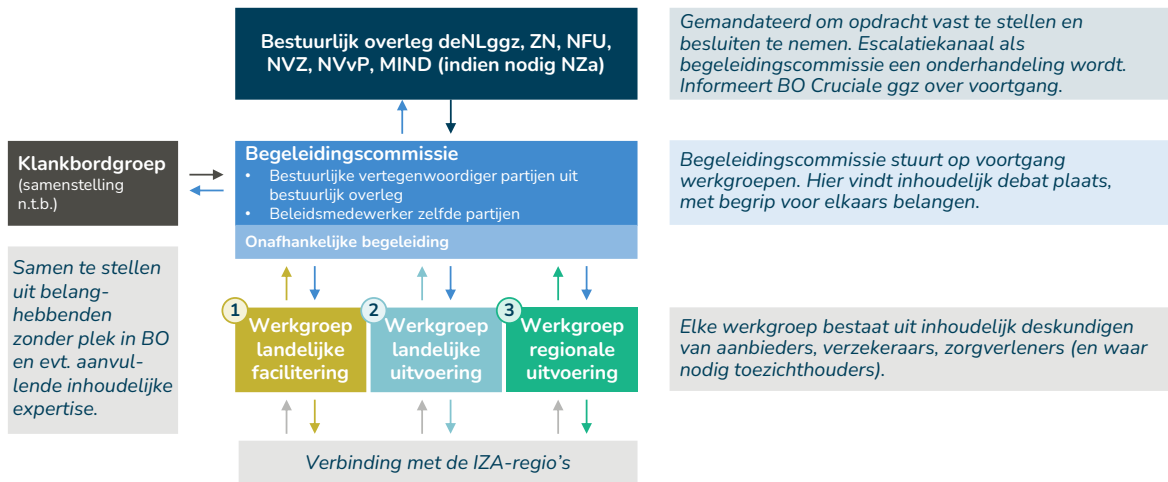 Bestuurlijk overleg deNLggz, ZN, NFU,
NVZ, NVvP, MIND (indien nodig NZa)
Gemandateerd om opdracht vast te stellen en
besluiten te nemen. Escalatiekanaal als
begeleidingscommissie een onderhandeling wordt.
Informeert BO Cruciale ggz over voortgang.
Klankbordgroep
(samenstelling
n.t.b.)
Begeleidingscommissie
• Bestuurlijke vertegenwoordiger partijen uit
bestuurlijk overleg
• Beleidsmedewerker zelfde partijen
Onafhankelijke begeleiding
Begeleidingscommissie stuurt op voortgang
werkgroepen. Hier vindt inhoudelijk debat plaats,
met begrip voor elkaars belangen.
Samen te stellen
uit belang-
hebbenden
zonder plek in BO
en evt. aanvul-
lende inhoudelijke
expertise.
1
Werkgroep
landelijke
facilitering
2
Werkgroep
landelijke
uitvoering
3
Werkgroep
regionale
uitvoering
Elke werkgroep bestaat uit inhoudelijk deskundigen
van aanbieders, verzekeraars, zorgverleners (en waar
nodig toezichthouders).
Verbinding met de IZA-regio's